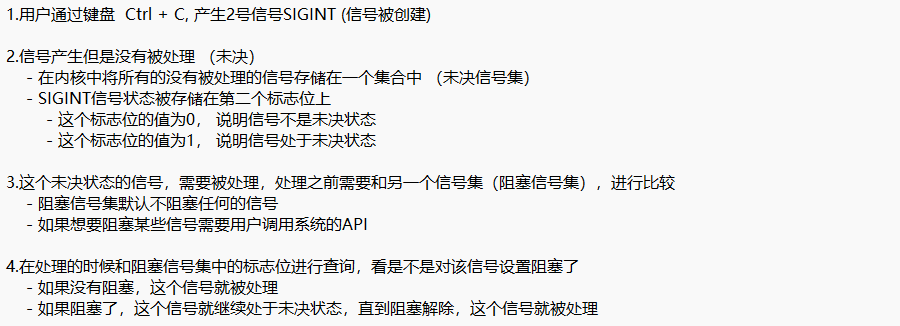 1.用户通过键盘  Ctrl + C, 产生2号信号SIGINT (信号被创建)
2.信号产生但是没有被处理 （未决）
- 在内核中将所有的没有被处理的信号存储在一个集合中 （未决信号集）
- SIGINT信号状态被存储在第二个标志位上
- 这个标志位的值为0， 说明信号不是未决状态
- 这个标志位的值为1， 说明信号处于未决状态
3.这个未决状态的信号，需要被处理，处理之前需要和另一个信号集（阻塞信号集），进行比较
- 阻塞信号集默认不阻塞任何的信号
- 如果想要阻塞某些信号需要用户调用系统的API
4.在处理的时候和阻塞信号集中的标志位进行查询，看是不是对该信号设置阻塞了
- 如果没有阻塞，这个信号就被处理
- 如果阻塞了，这个信号就继续处于未决状态，直到阻塞解除，这个信号就被处理